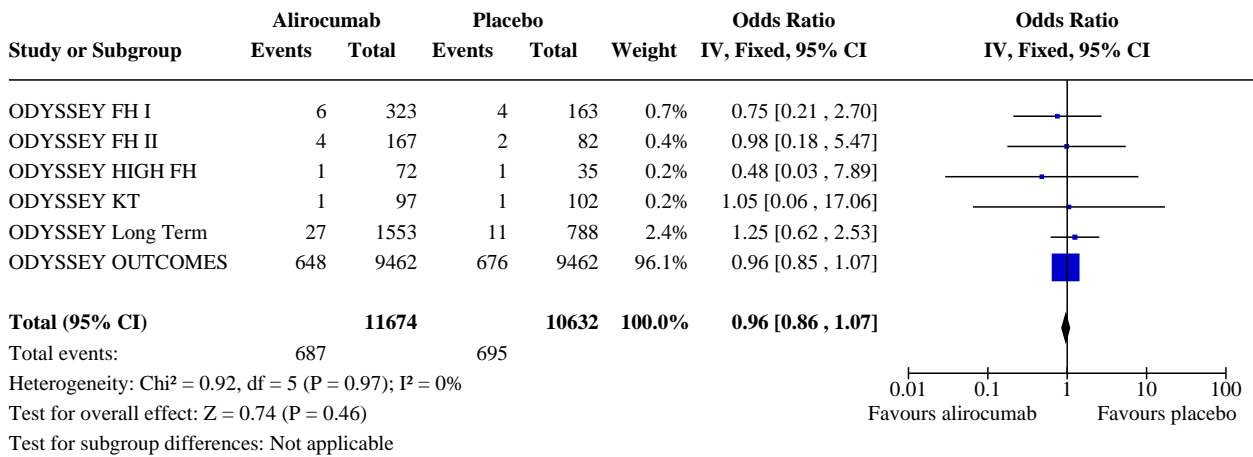 Alirocumab Placebo Odds Ratio Odds Ratio
Study or Subgroup Events Total Events Total Weight IV, Fixed, 95% CI IV, Fixed, 95% CI
ODYSSEY FH I 6 323 4 163 0.7% 0.75 [0.21 , 2.70]
ODYSSEY FH II 4 167 2 82 0.4% 0.98 [0.18 , 5.47]
ODYSSEY HIGH FH 1 72 1 35 0.2% 0.48 [0.03 , 7.89]
ODYSSEY KT 1 97 1 102 0.2% 1.05 [0.06 , 17.06]
ODYSSEY Long Term 27 1553 11 788 2.4% 1.25 [0.62 , 2.53]
ODYSSEY OUTCOMES 648 9462 676 9462 96.1% 0.96 [0.85 , 1.07]
Total (95% CI) 11674 10632 100.0% 0.96 [0.86 , 1.07]
Total events: 687 695
Heterogeneity: Chi² = 0.92, df = 5 (P = 0.97); I² = 0%
0.01 0.1 1 10 100
Test for overall effect: Z = 0.74 (P = 0.46)
Favours alirocumab Favours placebo
Test for subgroup differences: Not applicable